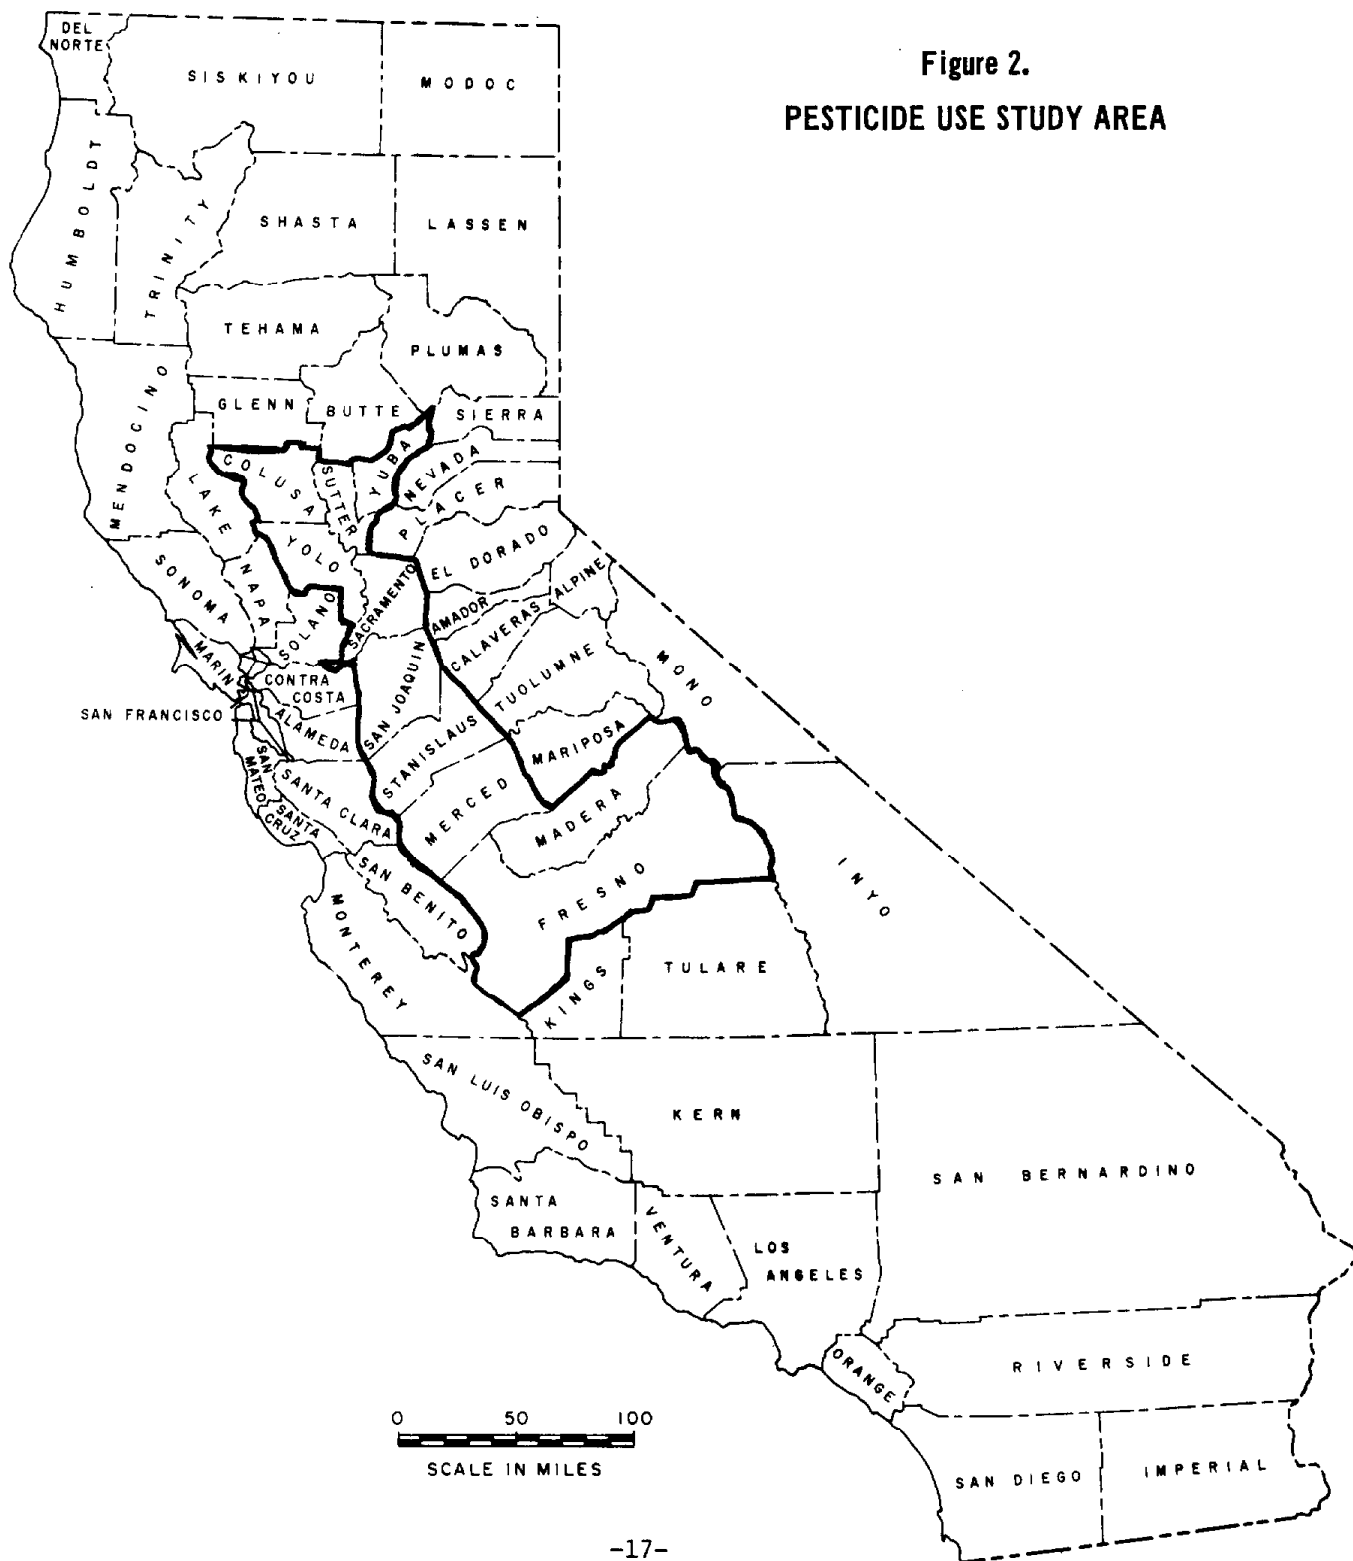 Figure 2.
PESTICIDE USE STUDY AREA
DEL
NORTE
SISKIYOU
MODOC
HUMBOLDT
TRINITY
SHASTA
LASSEN
TEHAMA
PLUMAS
MENDOCINO
GLENN
BUTTE
SIERRA
LAKE
COLUSA
SUTTER
YUBA
NEVADA
PLACER
YOLO
EL DORADO
SONOMA
NAPA
SOLANO
SACRAMENTO
AMADOR
ALPINE
CALAVERAS
MARIN
CONTRA
COSTA
SAN JOAQUIN
TUOLUMNE
MONO
SAN FRANCISCO
ALAMEDA
STANISLAUS
MARIPOSA
SAN
MATEO
SANTA CLARA
SANTA
CRUZ
MERCED
MADERA
SAN BENITO
FRESNO
INYO
MONTEREY
KINGS
TULARE
SAN LUIS OBISPO
KERN
SAN BERNARDINO
SANTA
BARBARA
VENTURA
LOS
ANGELES
ORANGE
RIVERSIDE
SAN DIEGO
IMPERIAL
0 50 100
SCALE IN MILES
-17-